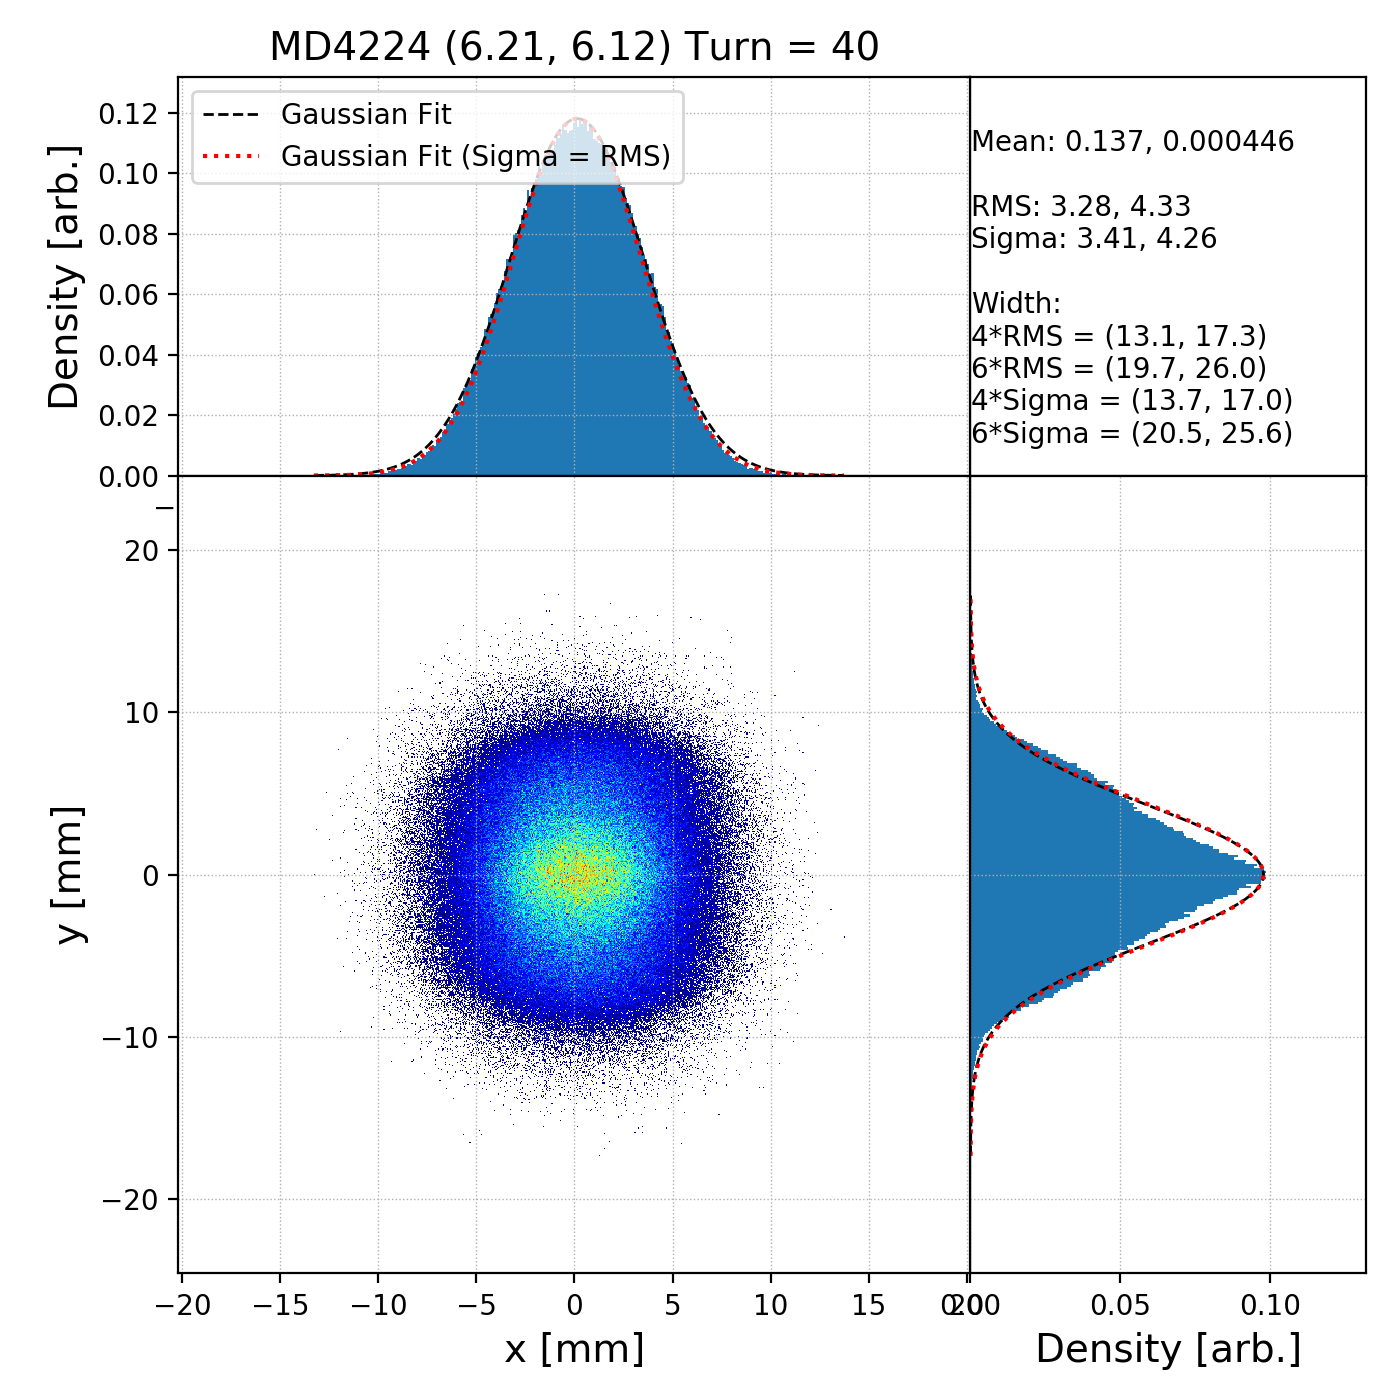 MD4224 (6.21, 6.12) Turn = 40
Gaussian Fit
Gaussian Fit (Sigma = RMS)
Density [arb.]
0.12
0.10
0.08
0.06
0.04
0.02
0.00
Mean: 0.137, 0.000446
RMS: 3.28, 4.33
Sigma: 3.41, 4.26
Width:
4*RMS = (13.1, 17.3)
6*RMS = (19.7, 26.0)
4*Sigma = (13.7, 17.0)
6*Sigma = (20.5, 25.6)
y [mm]
20
10
0
−10
−20
−20 −15 −10 −5 0 5 10 15 20
x [mm]
0.00 0.05 0.10
Density [arb.]